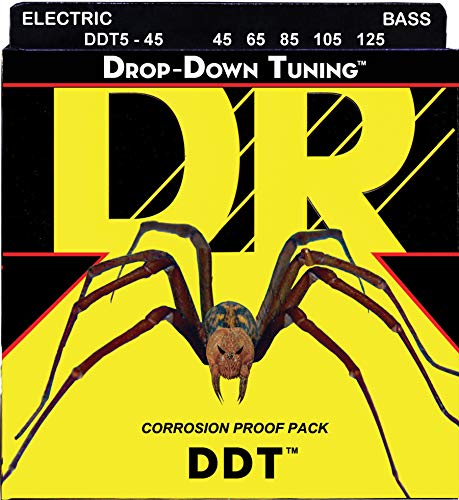 ELECTRIC BASS
DDT5 - 45 45 65 85 105 125
DROP-DOWN TUNING™
DR
CORROSION PROOF PACK
DDT™